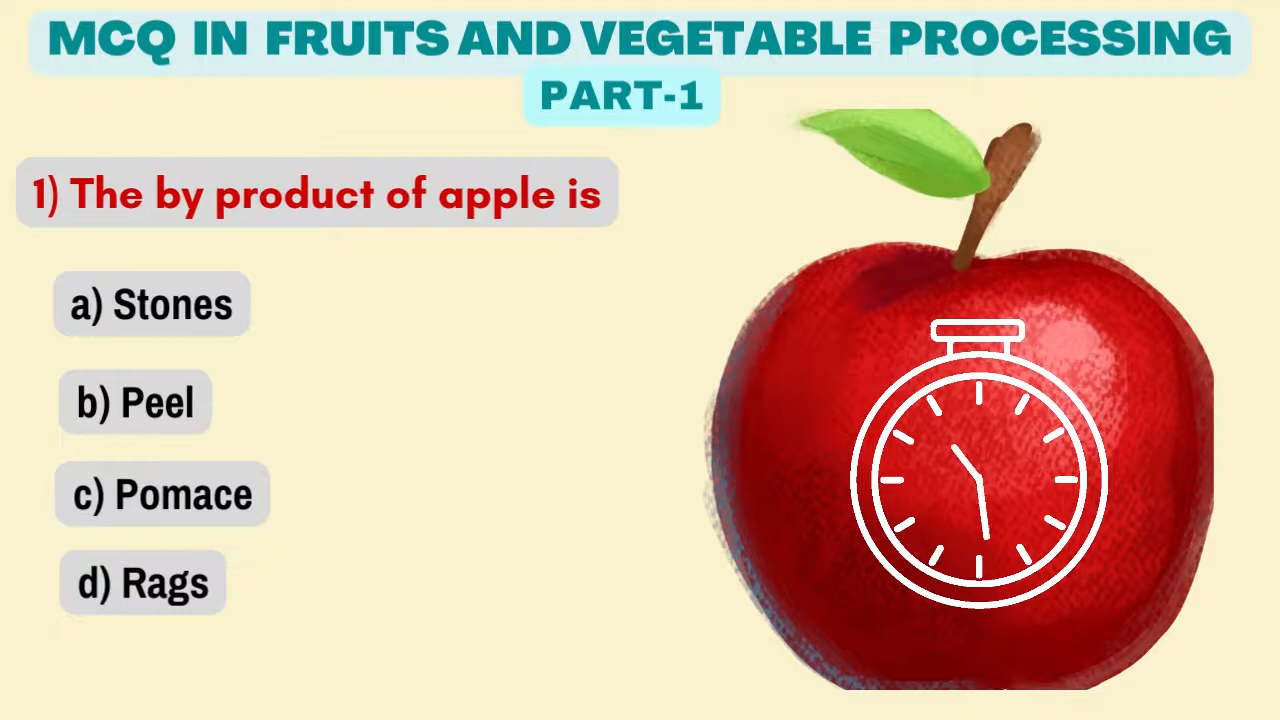 MCQ IN FRUITS AND VEGETABLE PROCESSING
PART-1
1) The by product of apple is
a) Stones
b) Peel
c) Pomace
d) Rags